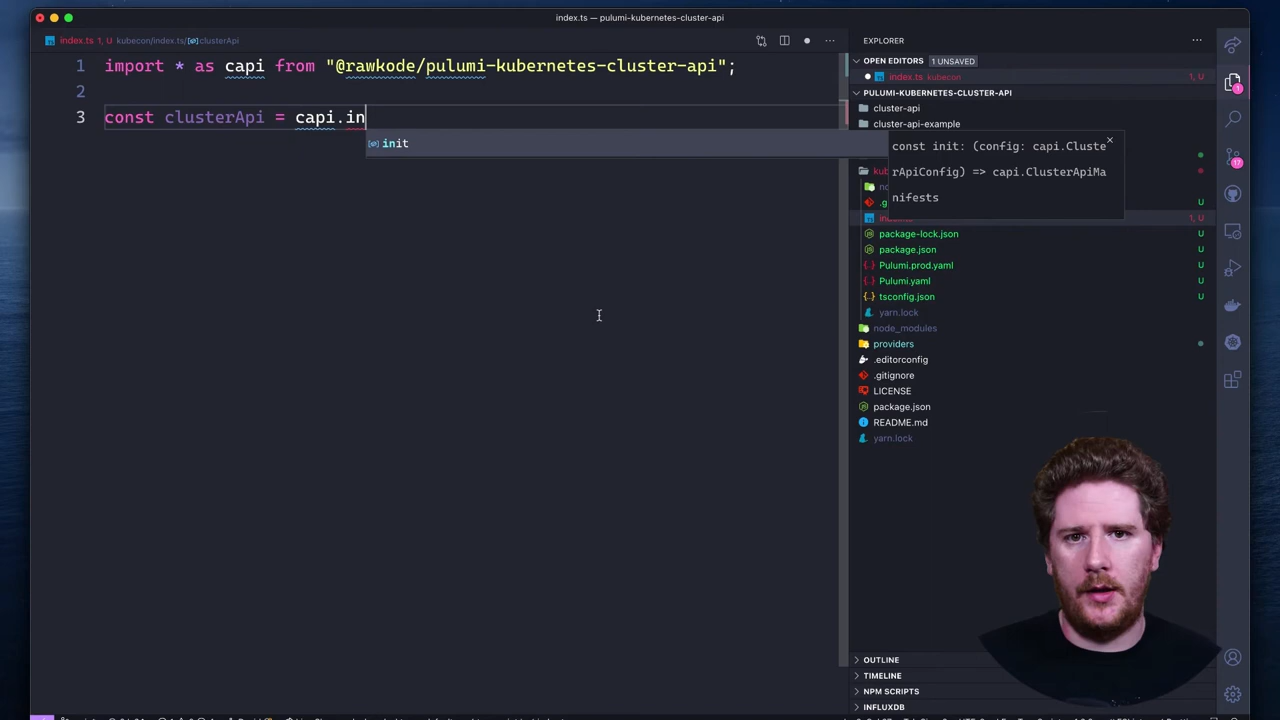 index.ts — pulumi-kubernetes-cluster-api
index.ts 1, U kubecon/index.ts/clusterApi
1 import * as capi from "@rawkode/pulumi-kubernetes-cluster-api";
2
3 const clusterApi = capi.in
init
const init: (config: capi.Cluste
rApiConfig) => capi.ClusterApiMa
nifests
EXPLORER
OPEN EDITORS 1 UNSAVED
index.ts kubecon 1, U
PULUMI-KUBERNETES-CLUSTER-API
cluster-api
cluster-api-example
package-lock.json U
package.json U
Pulumi.prod.yaml U
Pulumi.yaml U
tsconfig.json U
yarn.lock
node_modules
providers
.editorconfig
.gitignore
LICENSE
package.json
README.md
yarn.lock
OUTLINE
TIMELINE
NPM SCRIPTS
INFLUXDB
1
17